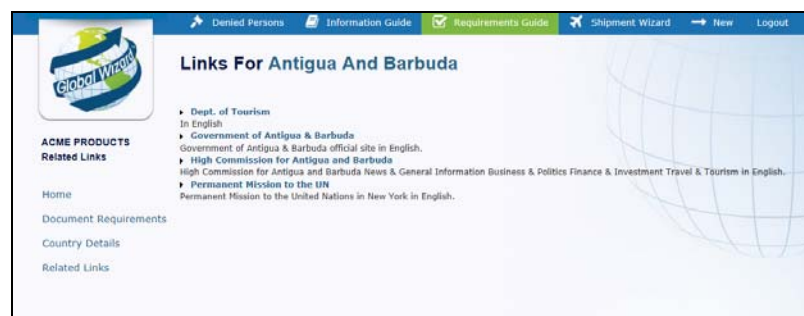 Denied Persons Information Guide Requirements Guide Shipment Wizard New Logout
Global Wizard
Links For Antigua And Barbuda
Dept. of Tourism
In English
Government of Antigua & Barbuda
Government of Antigua & Barbuda official site in English.
High Commission for Antigua and Barbuda
High Commission for Antigua and Barbuda News & General Information Business & Politics Finance & Investment Travel & Tourism in English.
Permanent Mission to the UN
Permanent Mission to the United Nations in New York in English.
ACME PRODUCTS
Related Links
Home
Document Requirements
Country Details
Related Links